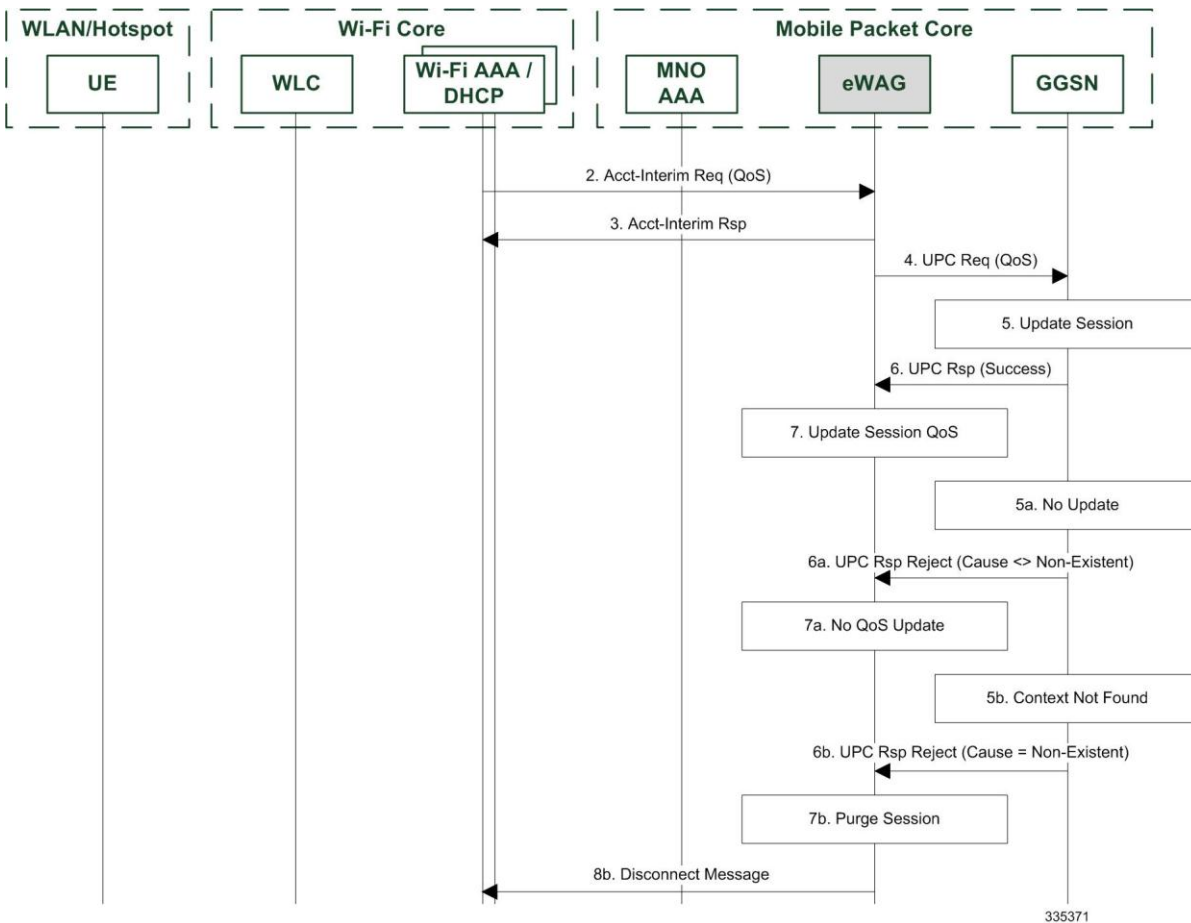 WLAN/Hotspot
Wi-Fi Core
Mobile Packet Core
UE
WLC
Wi-Fi AAA /
DHCP
MNO
AAA
eWAG
GGSN
2. Acct-Interim Req (QoS)
3. Acct-Interim Rsp
4. UPC Req (QoS)
5. Update Session
6. UPC Rsp (Success)
7. Update Session QoS
5a. No Update
6a. UPC Rsp Reject (Cause <> Non-Existent)
7a. No QoS Update
5b. Context Not Found
6b. UPC Rsp Reject (Cause = Non-Existent)
7b. Purge Session
8b. Disconnect Message
335371